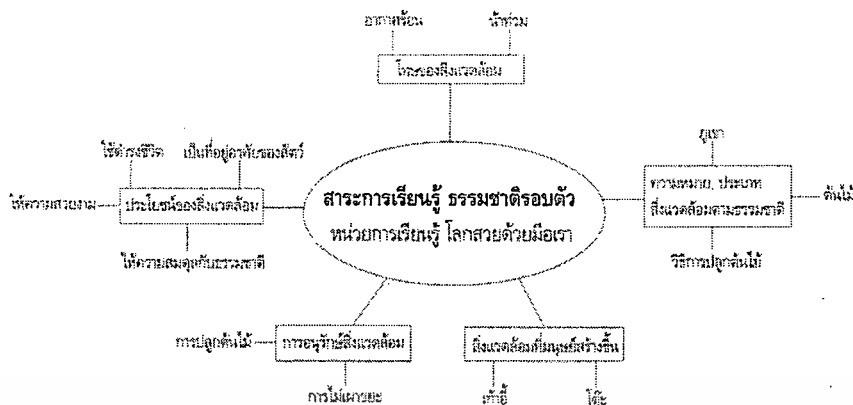 อากาศร้อน
น้ำท่วม
โทษของสิ่งแวดล้อม
ภูเขา
ใช้ดำรงชีวิต
เป็นที่อยู่อาศัยของสัตว์
ความหมาย, ประเภท
สิ่งแวดล้อมตามธรรมชาติ
ต้นไม้
ให้ความสวยงาม
ประโยชน์ของสิ่งแวดล้อม
สาระการเรียนรู้ ธรรมชาติรอบตัว
หน่วยการเรียนรู้ โลกสวยด้วยมือเรา
ให้ความสมดุลกับธรรมชาติ
วิธีการปลูกต้นไม้
การปลูกต้นไม้
การอนุรักษ์สิ่งแวดล้อม
สิ่งแวดล้อมที่มนุษย์สร้างขึ้น
การไม่เผาขยะ
เก้าอี้
โต๊ะ